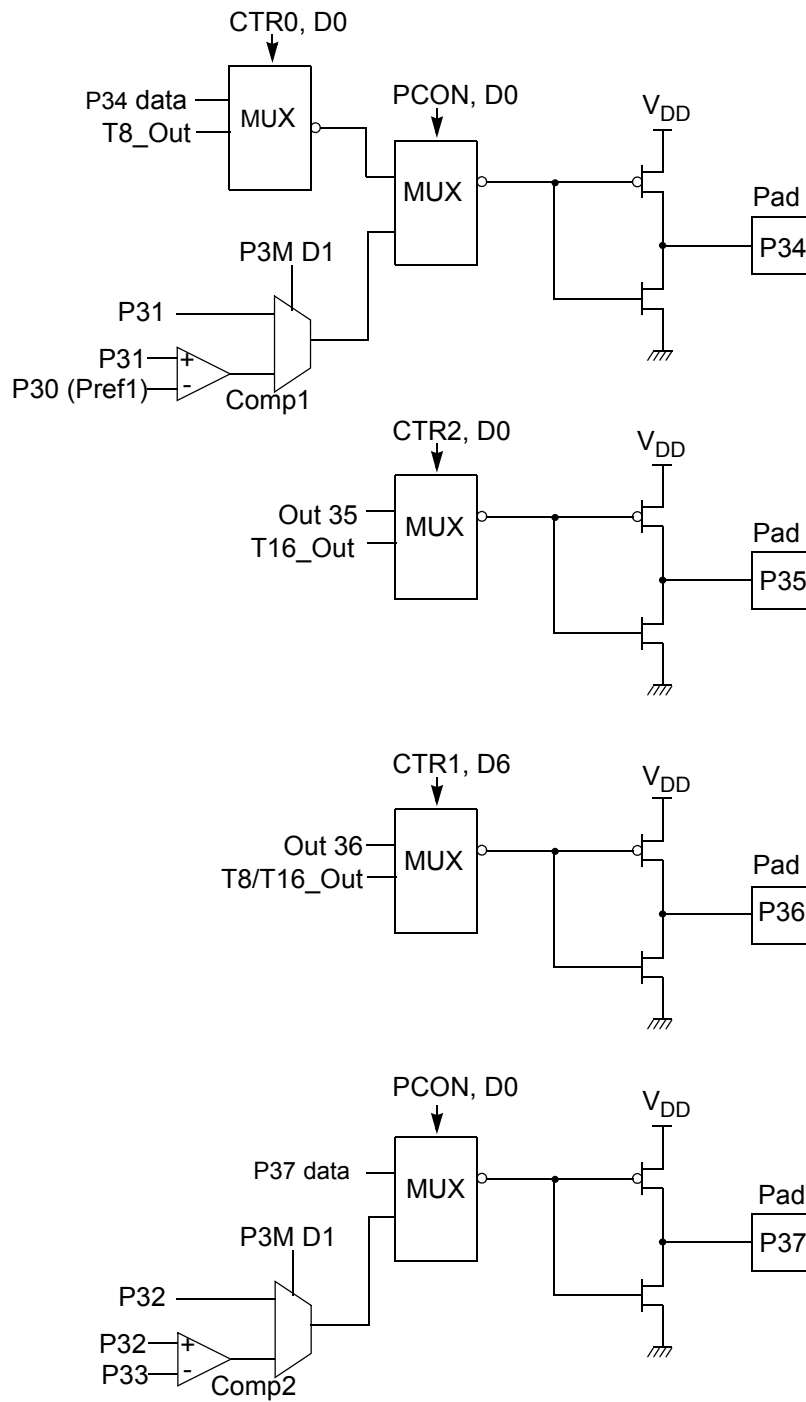 CTR0, D0
P34 data
T8_Out
MUX
PCON, D0
MUX
VDD
Pad
P34
P3M D1
P31
P31
+
P30 (Pref1)
-
Comp1
CTR2, D0
Out 35
T16_Out
MUX
VDD
Pad
P35
CTR1, D6
Out 36
T8/T16_Out
MUX
VDD
Pad
P36
PCON, D0
P37 data
MUX
VDD
Pad
P37
P3M D1
P32
P32
+
P33
-
Comp2